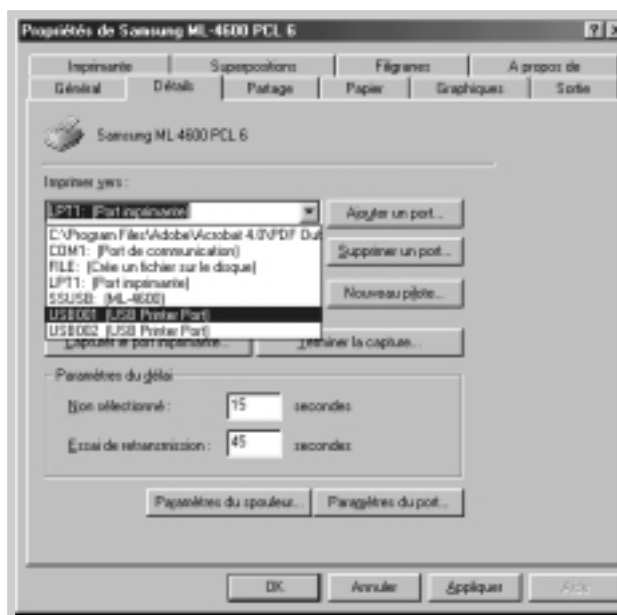 Propriétés de Samsung ML-4600 PCL 6
Imprimante Superpositions Filigranes A propos de
Général Détails Partage Papier Graphiques Sortie
Samsung ML-4600 PCL 6
Imprimer vers :
LPT1: (Port imprimante) Ajouter un port...
C:\Program Files\Adobe\Acrobat 4.0\PDF Out
COM1: (Port de communication) Supprimer un port...
FILE: (Crée un fichier sur le disque)
LPT1: (Port imprimante)
SSUSB: (ML-4600) Nouveau pilote...
USB001 (USB Printer Port)
USB002 (USB Printer Port)
Capturer le port imprimante... Terminer la capture...
Paramètres du délai
Non sélectionné : 15 secondes
Essai de retransmission : 45 secondes
Paramètres du spouleur... Paramètres du port...
OK Annuler Appliquer Aide